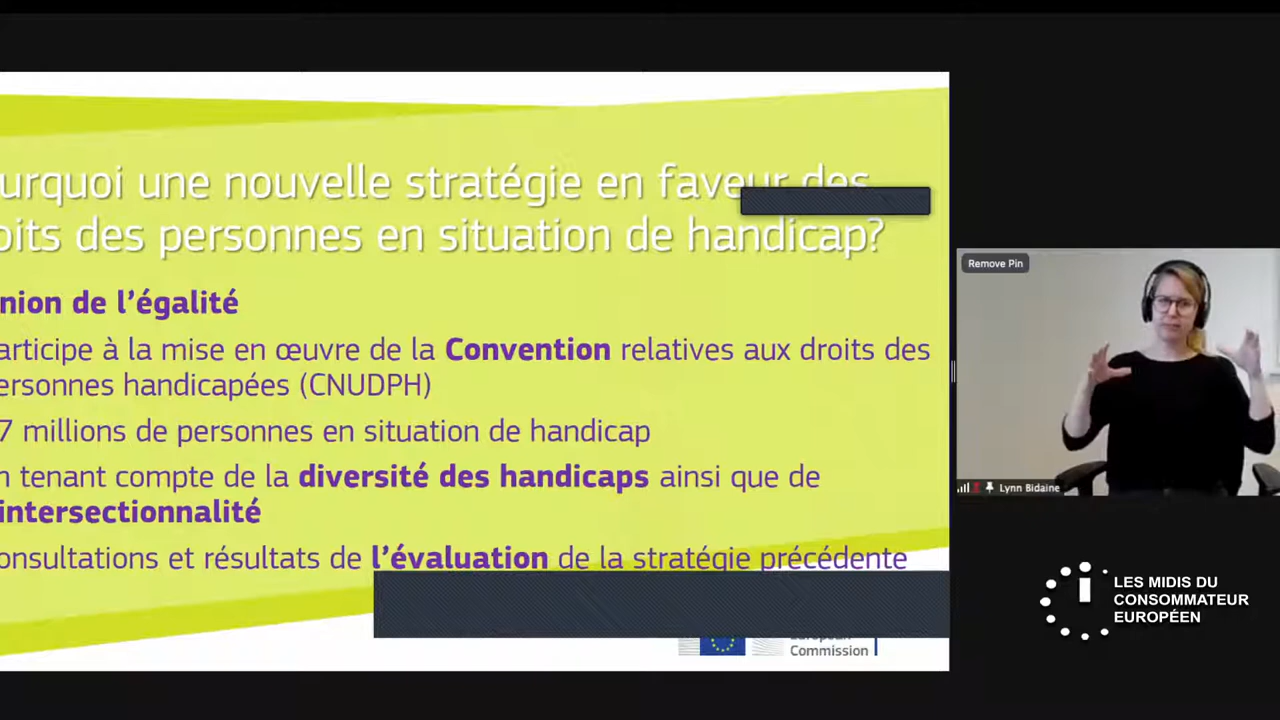 urquoi une nouvelle stratégie en faveur des
oits des personnes en situation de handicap?
nion de l'égalité
articipe à la mise en œuvre de la Convention relatives aux droits des
ersonnes handicapées (CNUDPH)
7 millions de personnes en situation de handicap
n tenant compte de la diversité des handicaps ainsi que de
intersectionnalité
onsultations et résultats de l'évaluation de la stratégie précédente
European
Commission
Remove Pin
Lynn Bidaine
LES MIDIS DU
CONSOMMATEUR
EUROPÉEN